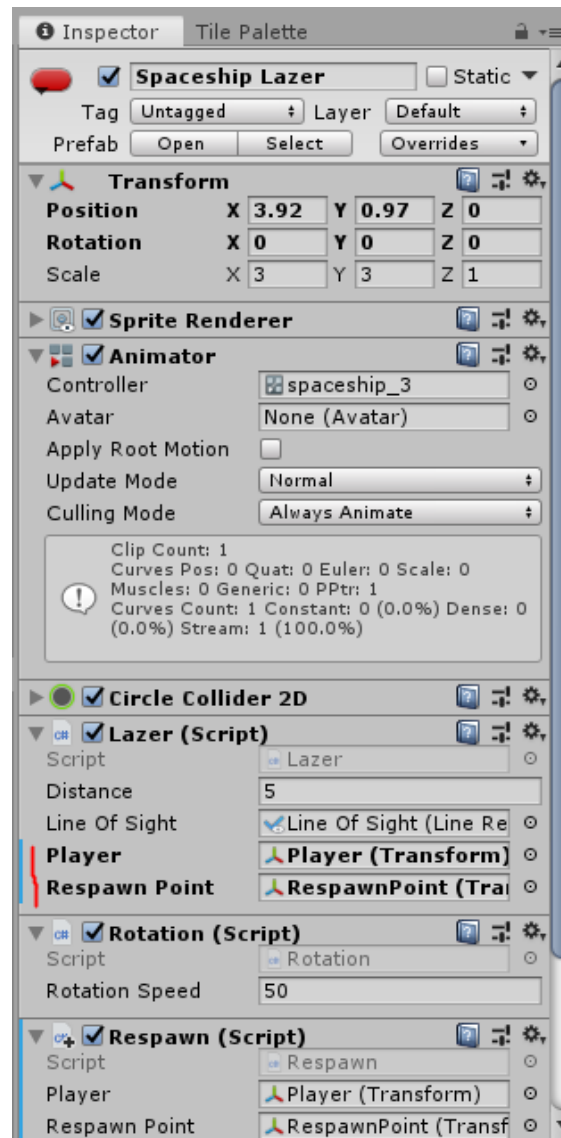 Inspector Tile Palette
Spaceship Lazer Static
Tag Untagged Layer Default
Prefab Open Select Overrides
Transform
Position X 3.92 Y 0.97 Z 0
Rotation X 0 Y 0 Z 0
Scale X 3 Y 3 Z 1
Sprite Renderer
Animator
Controller spaceship_3
Avatar None (Avatar)
Apply Root Motion
Update Mode Normal
Culling Mode Always Animate
Clip Count: 1
Curves Pos: 0 Quat: 0 Euler: 0 Scale: 0
Muscles: 0 Generic: 0 PPtr: 1
Curves Count: 1 Constant: 0 (0.0%) Dense: 0
(0.0%) Stream: 1 (100.0%)
Circle Collider 2D
Lazer (Script)
Script Lazer
Distance 5
Line Of Sight Line Of Sight (Line Re
Player Player (Transform)
Respawn Point RespawnPoint (Trai
Rotation (Script)
Script Rotation
Rotation Speed 50
Respawn (Script)
Script Respawn
Player Player (Transform)
Respawn Point RespawnPoint (Transf